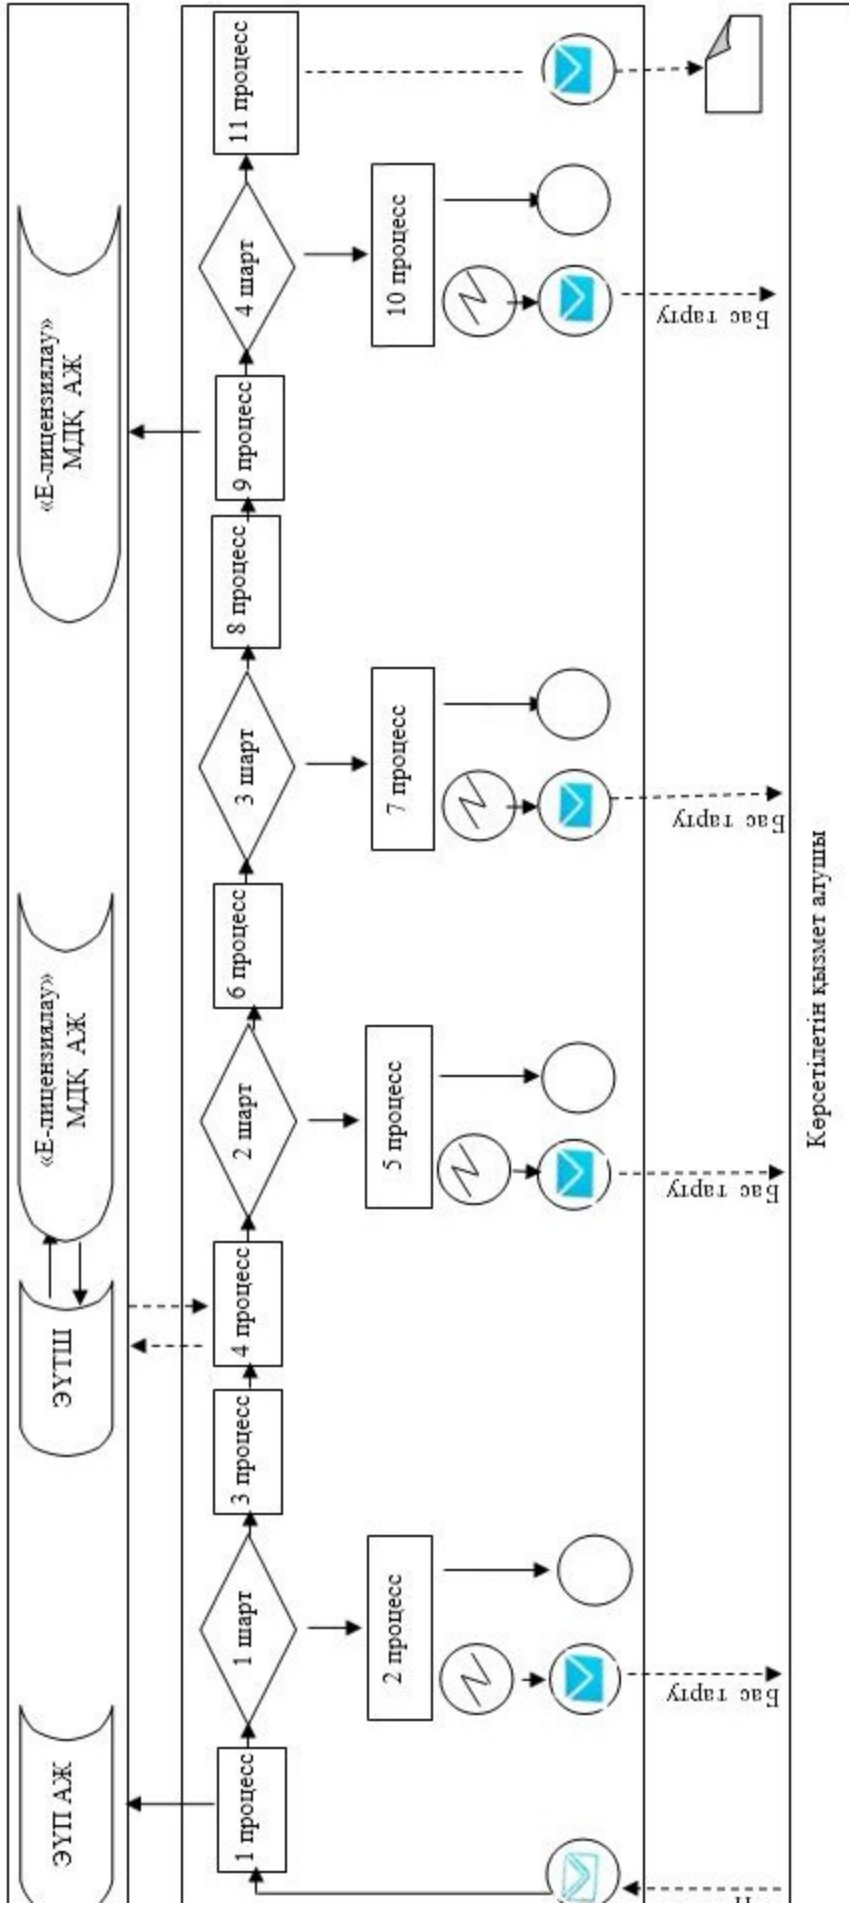 ЭҮП АЖ
ЭҮТШ
«Е-лицензиялау»
МДҚ АЖ
«Е-лицензиялау»
МДҚ АЖ
1 процесс
1 шарт
3 процесс
4 процесс
2 шарт
6 процесс
3 шарт
8 процесс
9 процесс
4 шарт
11 процесс
2 процесс
5 процесс
7 процесс
10 процесс
Бас тарту
Бас тарту
Бас тарту
Бас тарту
Көрсетілетін қызмет алушы